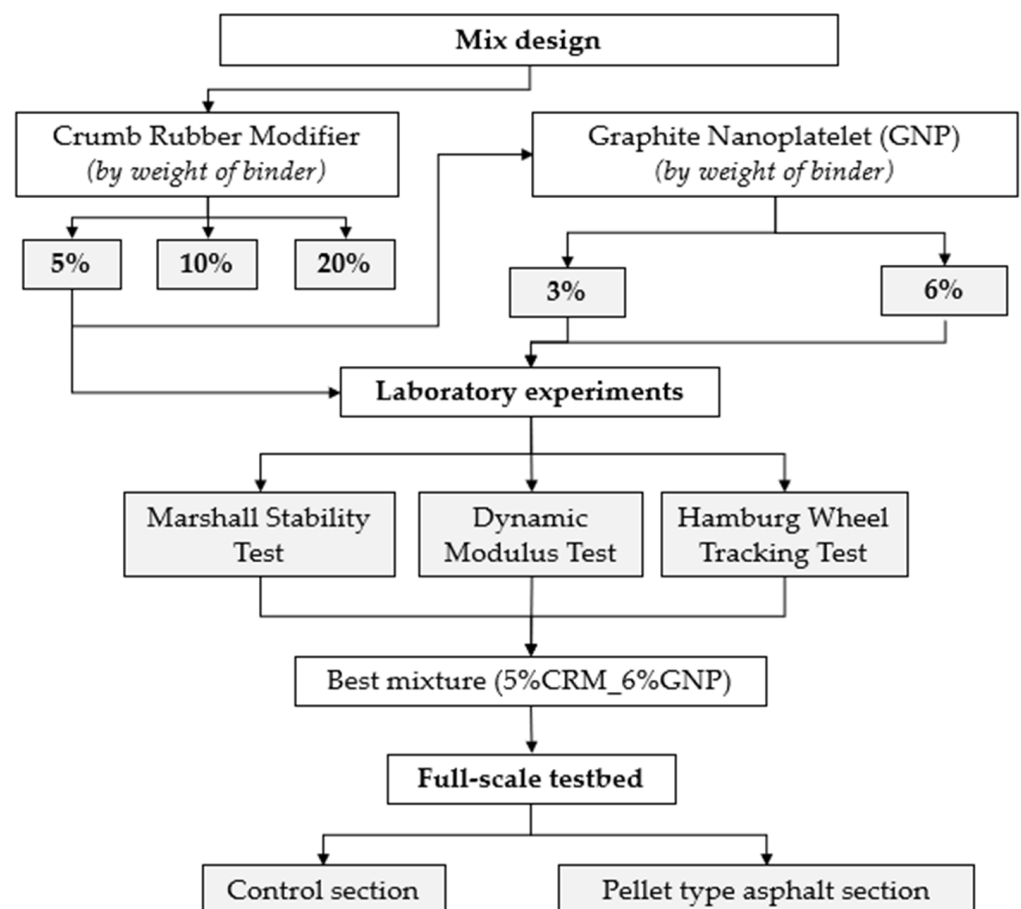 Mix design
Crumb Rubber Modifier
(by weight of binder)
Graphite Nanoplatelet (GNP)
(by weight of binder)
5%
10%
20%
3%
6%
Laboratory experiments
Marshall Stability
Test
Dynamic
Modulus Test
Hamburg Wheel
Tracking Test
Best mixture (5%CRM_6%GNP)
Full-scale testbed
Control section
Pellet type asphalt section